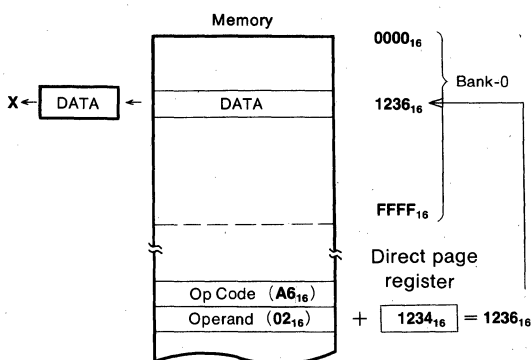 Memory
0000₁₆
Bank-0
X ← DATA ← DATA 1236₁₆
FFFF₁₆
Direct page
register
Op Code (A6₁₆)
Operand (02₁₆) + 1234₁₆ = 1236₁₆